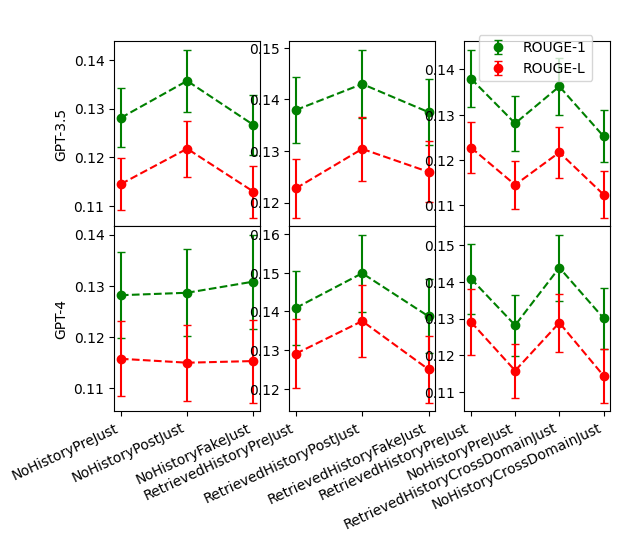 ROUGE-1
ROUGE-L
GPT-3.5
0.14
0.13
0.12
0.11
0.15
0.14
0.13
0.12
0.14
0.13
0.12
0.11
GPT-4
0.14
0.13
0.12
0.11
0.16
0.15
0.14
0.13
0.12
0.15
0.14
0.13
0.12
0.11
NoHistoryPreJust
NoHistoryPostJust
NoHistoryFakeJust
RetrievedHistoryPreJust
RetrievedHistoryPostJust
RetrievedHistoryFakeJust
RetrievedHistoryPreJust
NoHistoryPreJust
RetrievedHistoryCrossDomainJust
NoHistoryCrossDomainJust